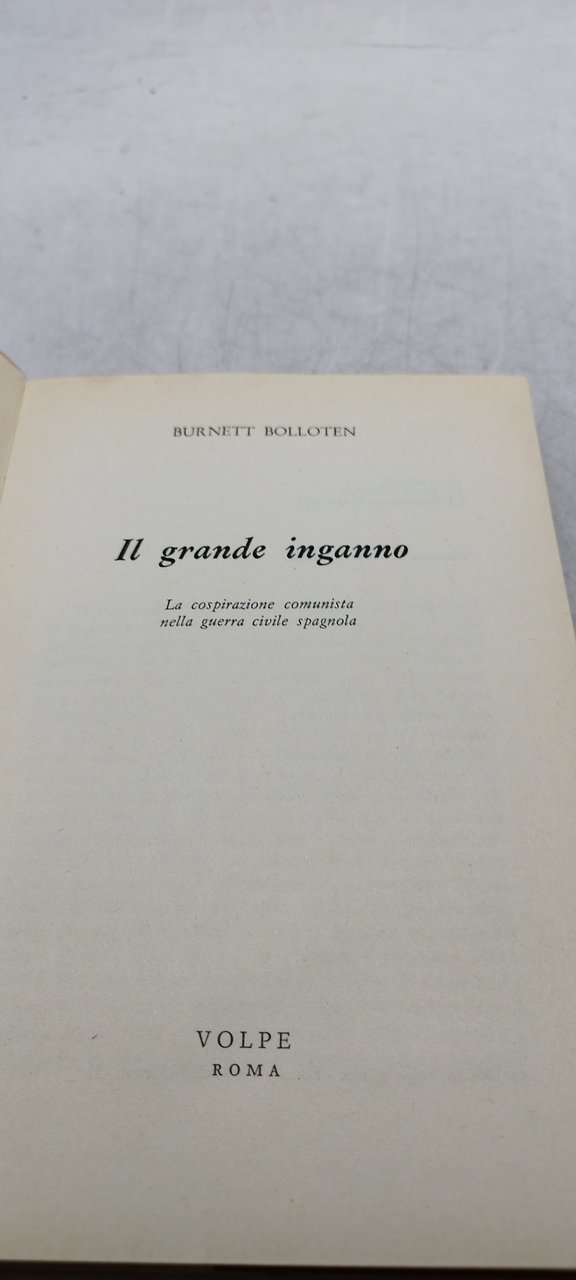 BURNETT BOLLOTEN
Il grande inganno
La cospirazione comunista
nella guerra civile spagnola
VOLPE
ROMA